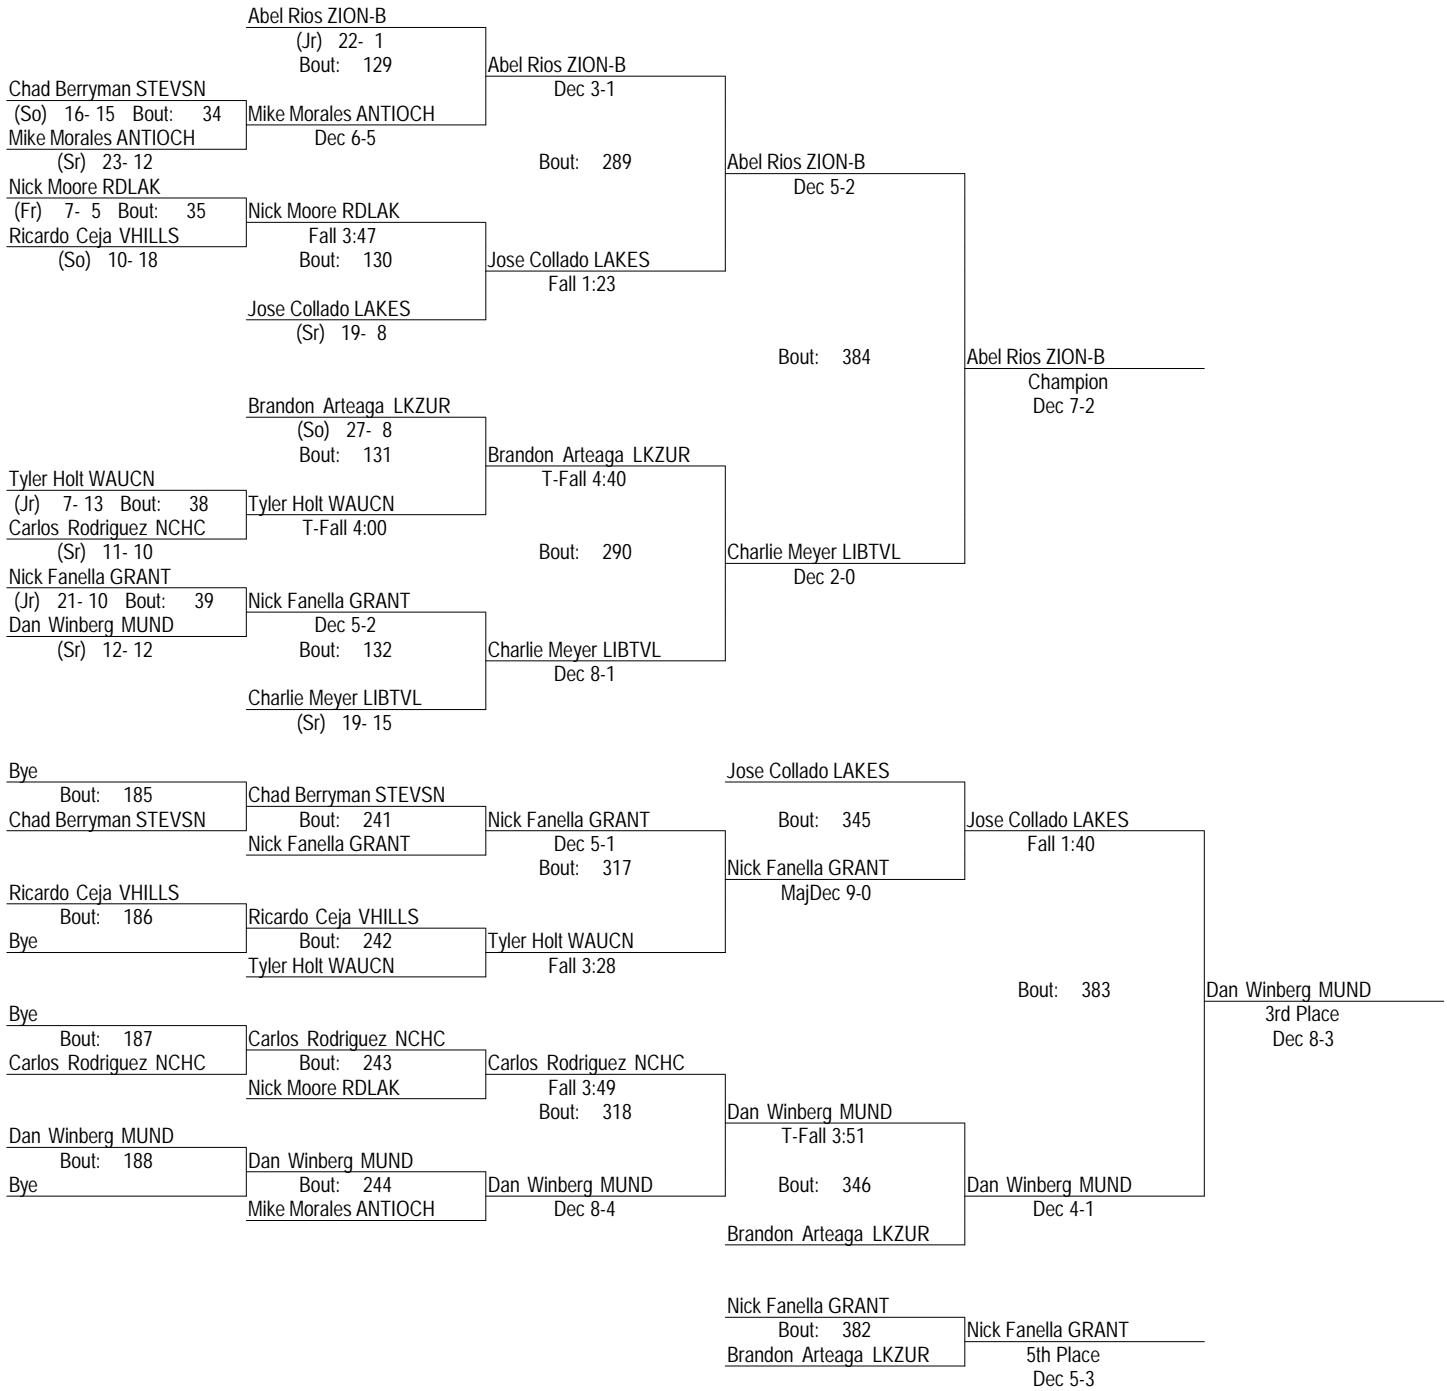 Abel Rios ZION-B
(Jr) 22- 1
Bout: 129
Abel Rios ZION-B
Dec 3-1
Chad Berryman STEVSN
(So) 16- 15 Bout: 34
Mike Morales ANTIOCH
Mike Morales ANTIOCH
Dec 6-5
(Sr) 23- 12
Bout: 289
Abel Rios ZION-B
Dec 5-2
Nick Moore RDLAK
(Fr) 7- 5 Bout: 35
Nick Moore RDLAK
Ricardo Ceja VHILLS
Fall 3:47
(So) 10- 18
Bout: 130
Jose Collado LAKES
Fall 1:23
Jose Collado LAKES
(Sr) 19- 8
Bout: 384
Abel Rios ZION-B
Champion
Dec 7-2
Brandon Arteaga LKZUR
(So) 27- 8
Bout: 131
Brandon Arteaga LKZUR
T-Fall 4:40
Tyler Holt WAUCN
(Jr) 7- 13 Bout: 38
Tyler Holt WAUCN
Carlos Rodriguez NCHC
T-Fall 4:00
(Sr) 11- 10
Bout: 290
Charlie Meyer LIBTVL
Dec 2-0
Nick Fanella GRANT
(Jr) 21- 10 Bout: 39
Nick Fanella GRANT
Dan Winberg MUND
Dec 5-2
(Sr) 12- 12
Bout: 132
Charlie Meyer LIBTVL
Dec 8-1
Charlie Meyer LIBTVL
(Sr) 19- 15
Bye
Bout: 185
Chad Berryman STEVSN
Chad Berryman STEVSN
Bout: 241
Nick Fanella GRANT
Nick Fanella GRANT
Dec 5-1
Bout: 317
Jose Collado LAKES
Bout: 345
Jose Collado LAKES
Fall 1:40
Nick Fanella GRANT
MajDec 9-0
Ricardo Ceja VHILLS
Bout: 186
Bye
Ricardo Ceja VHILLS
Bout: 242
Tyler Holt WAUCN
Tyler Holt WAUCN
Fall 3:28
Bout: 383
Dan Winberg MUND
3rd Place
Dec 8-3
Bye
Bout: 187
Carlos Rodriguez NCHC
Carlos Rodriguez NCHC
Bout: 243
Nick Moore RDLAK
Carlos Rodriguez NCHC
Fall 3:49
Bout: 318
Dan Winberg MUND
T-Fall 3:51
Dan Winberg MUND
Bout: 188
Bye
Dan Winberg MUND
Bout: 244
Mike Morales ANTIOCH
Dan Winberg MUND
Dec 8-4
Bout: 346
Dan Winberg MUND
Dec 4-1
Brandon Arteaga LKZUR
Nick Fanella GRANT
Bout: 382
Brandon Arteaga LKZUR
Nick Fanella GRANT
5th Place
Dec 5-3